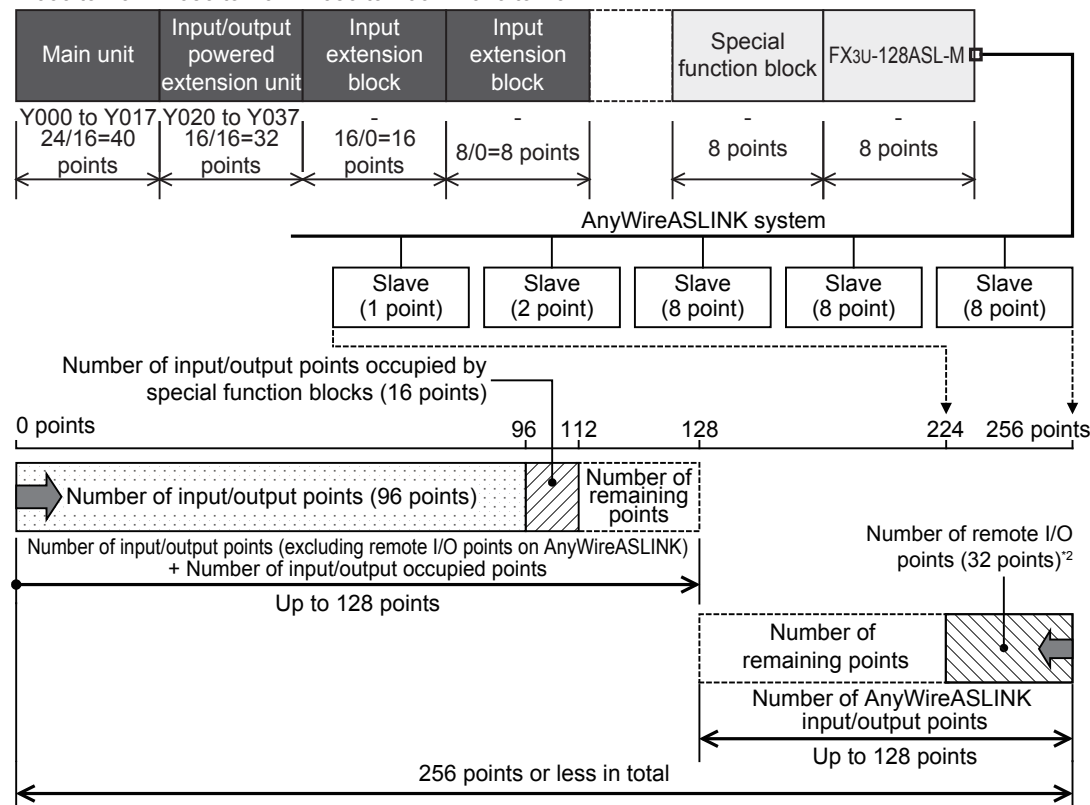 Main unit
Input/output
powered
extension unit
Input
extension
block
Input
extension
block
Special
function block
FX3U-128ASL-M
Y000 to Y017
24/16=40
points
Y020 to Y037
16/16=32
points
-
16/0=16
points
-
8/0=8 points
-
8 points
-
8 points
AnyWireASLINK system
Slave
(1 point)
Slave
(2 point)
Slave
(8 point)
Slave
(8 point)
Slave
(8 point)
Number of input/output points occupied by
special function blocks (16 points)
0 points
96
112
128
224
256 points
Number of input/output points (96 points)
Number of
remaining
points
Number of input/output points (excluding remote I/O points on AnyWireASLINK)
+ Number of input/output occupied points
Up to 128 points
Number of remote I/O
points (32 points)*2
Number of
remaining points
Number of AnyWireASLINK
input/output points
Up to 128 points
256 points or less in total